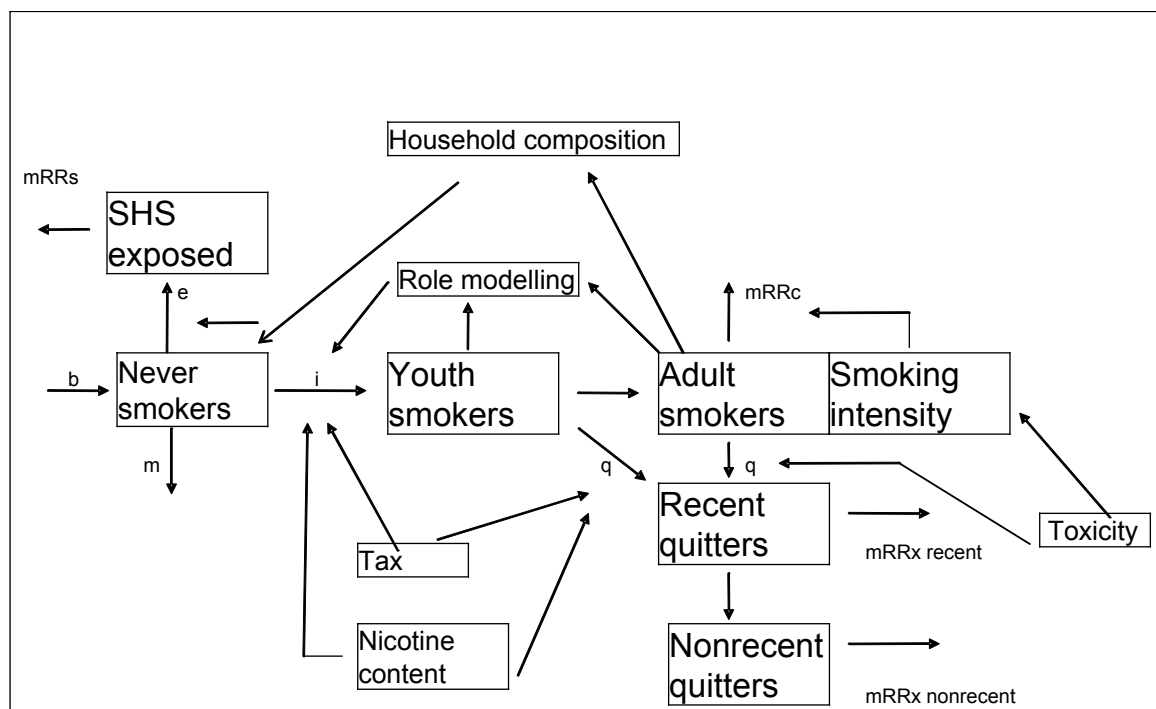 Household composition
mRRs
SHS
exposed
Role modelling
mRRc
e
b
Never
smokers
i
Youth
smokers
Adult
smokers
Smoking
intensity
m
q
q
Recent
quitters
Toxicity
Tax
mRRx recent
Nicotine
content
Nonrecent
quitters
mRRx nonrecent